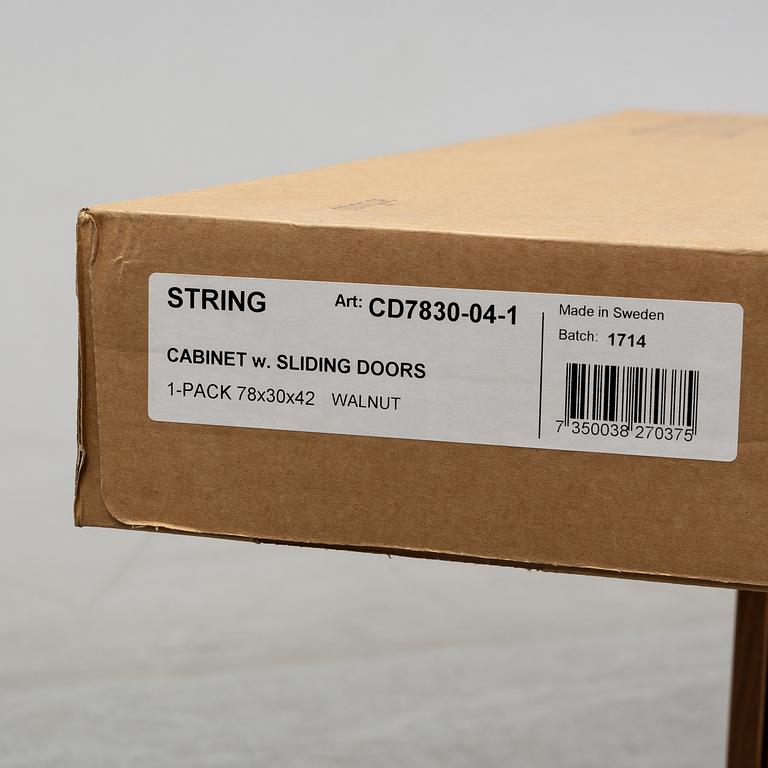 STRING
Art: CD7830-04-1
CABINET w. SLIDING DOORS
1-PACK 78x30x42 WALNUT
Made in Sweden
Batch: 1714
7 350038 270375